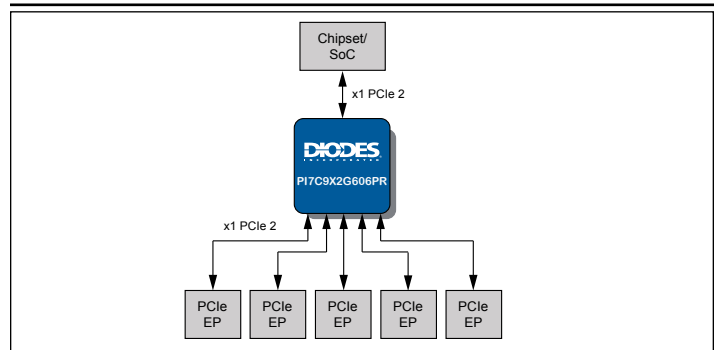 Chipset/
SoC
x1 PCIe 2
DIODES
INCORPORATED
PI7C9X2G606PR
x1 PCIe 2
PCIe
EP
PCIe
EP
PCIe
EP
PCIe
EP
PCIe
EP